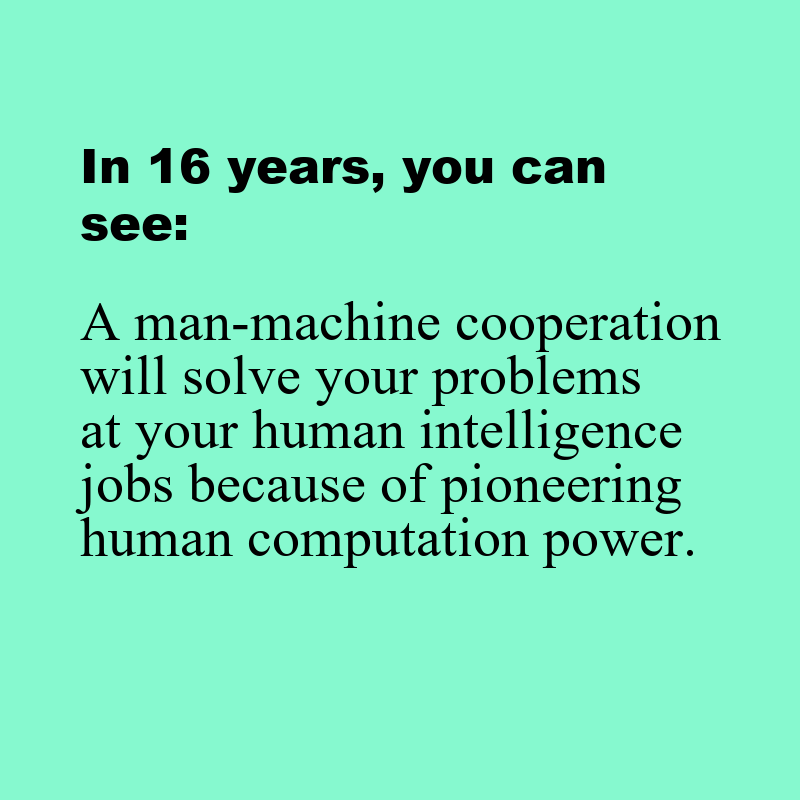 In 16 years, you can
see:
A man-machine cooperation
will solve your problems
at your human intelligence
jobs because of pioneering
human computation power.